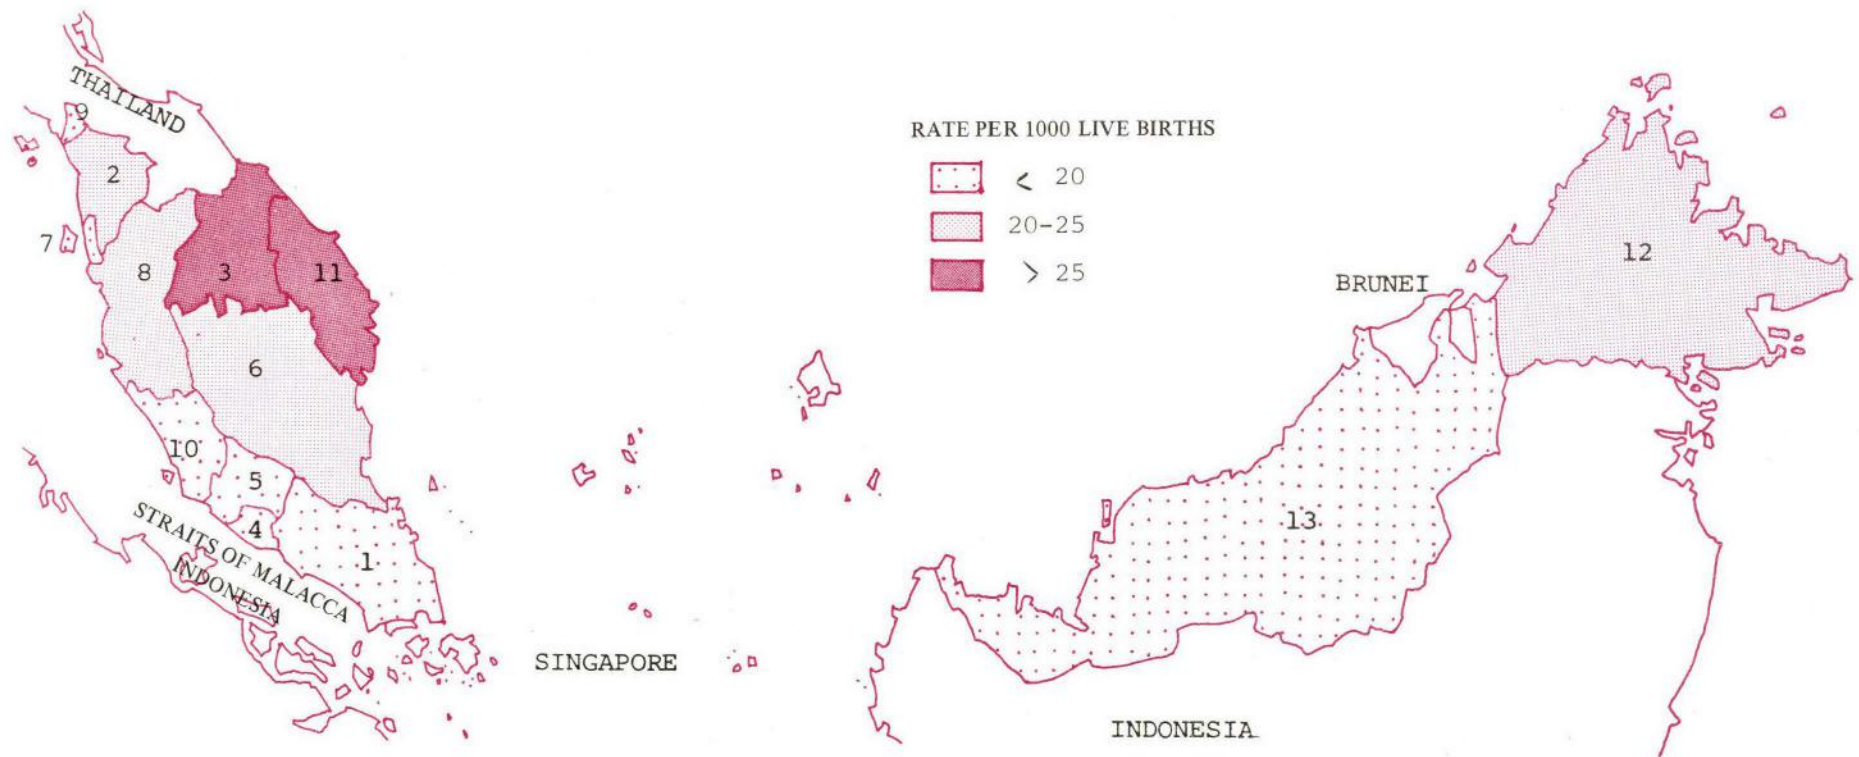 THAILAND
9
2
7
8
3
11
6
10
5
4
1
STRAITS OF MALACCA
INDONESIA
SINGAPORE
RATE PER 1000 LIVE BIRTHS
< 20
20-25
> 25
BRUNEI
12
13
INDONESIA